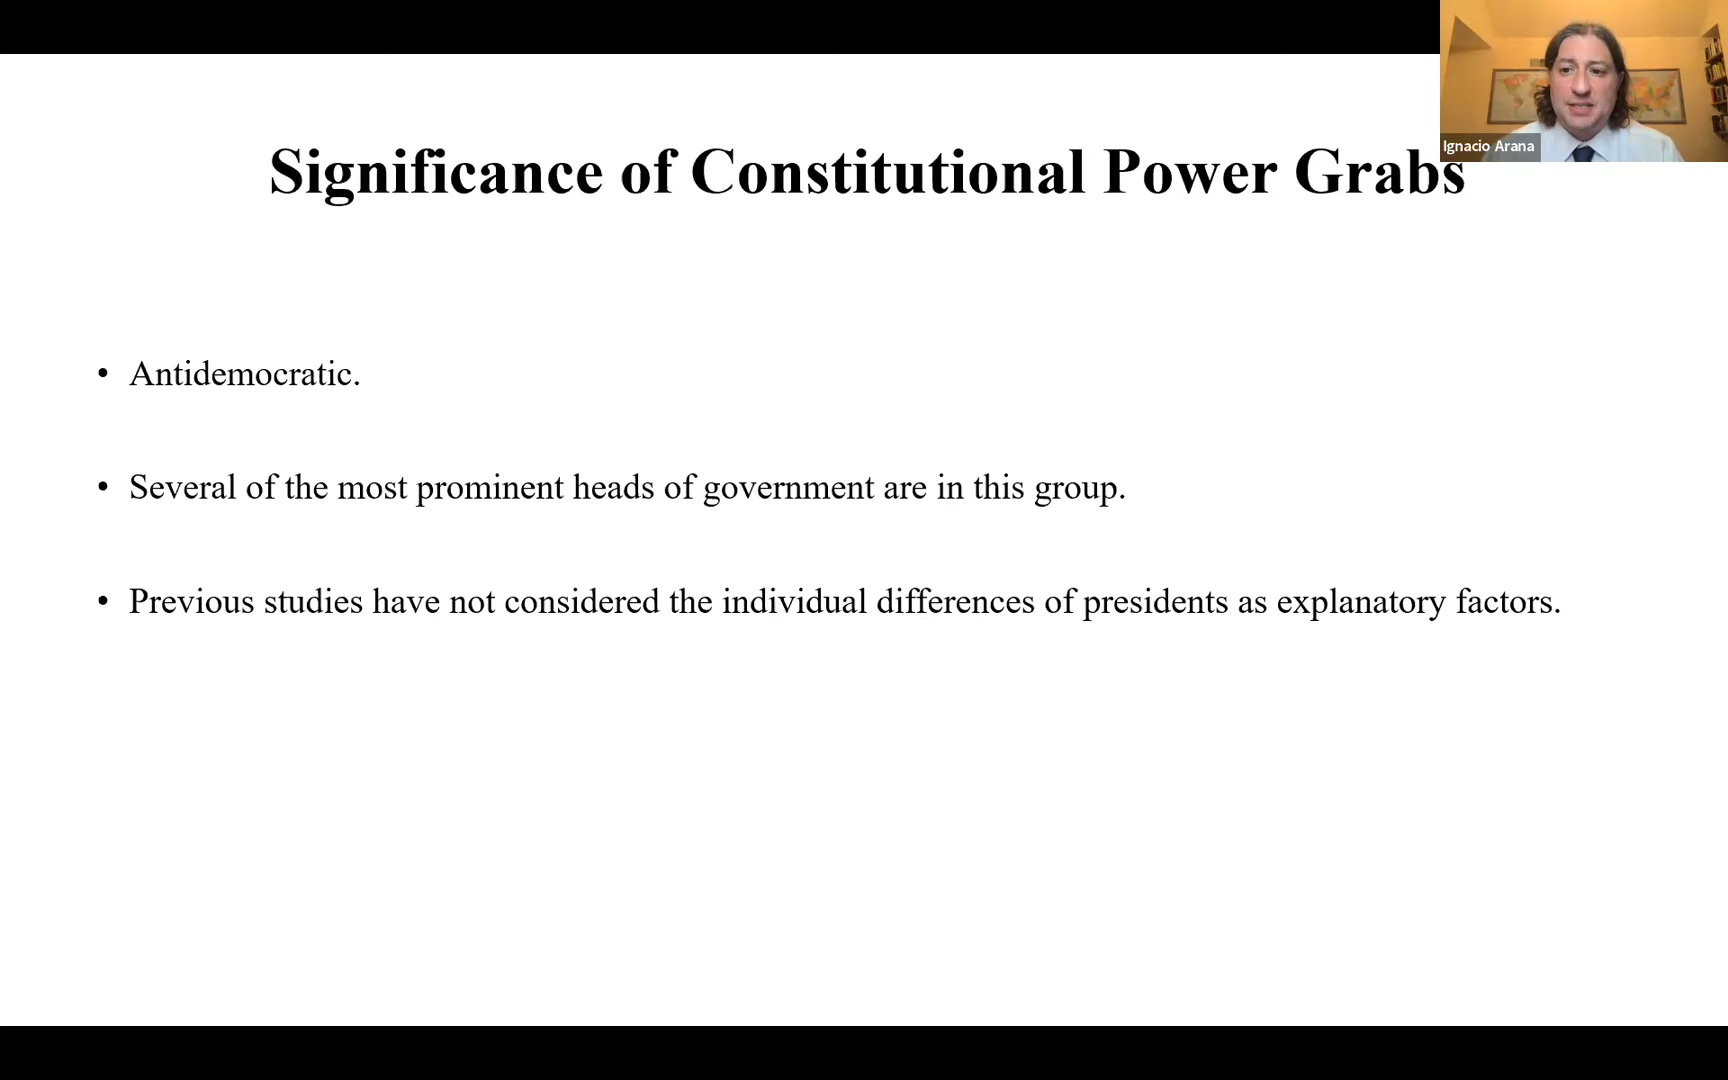 Ignacio Arana
Significance of Constitutional Power Grabs
• Antidemocratic.
• Several of the most prominent heads of government are in this group.
• Previous studies have not considered the individual differences of presidents as explanatory factors.